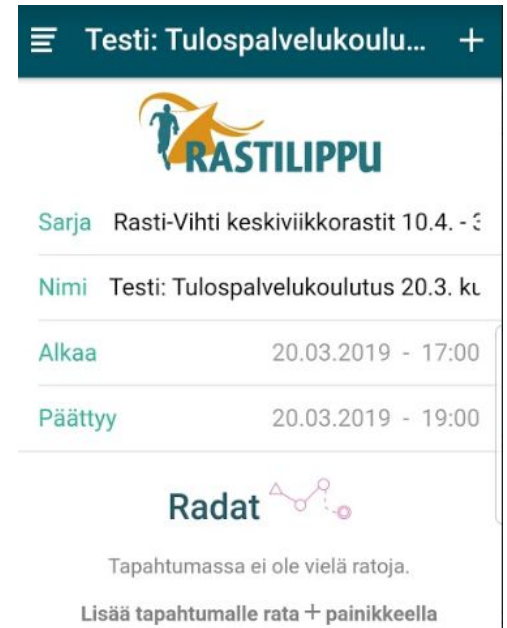 Testi: Tulospalvelukoulu... +
RASTILIPPU
Sarja Rasti-Vihti keskiviikkorastit 10.4. -
Nimi Testi: Tulospalvelukoulutus 20.3. ku
Alkaa 20.03.2019 - 17:00
Päättyy 20.03.2019 - 19:00
Radat
Tapahtumassa ei ole vielä ratoja.
Lisää tapahtumalle rata + painikkeella